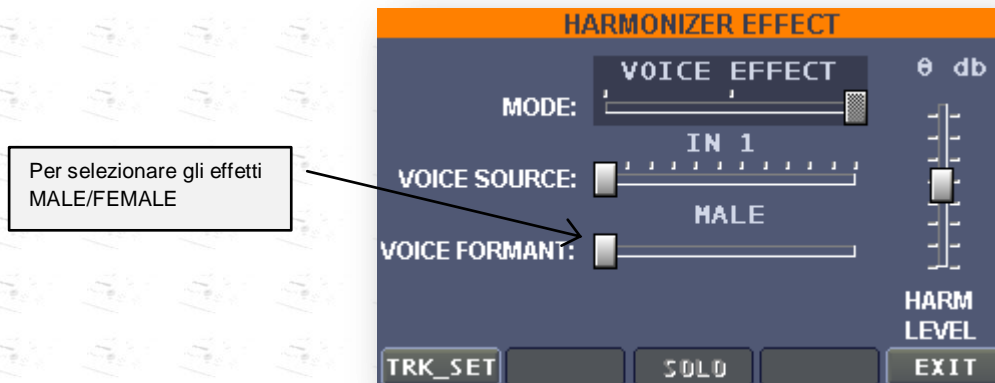 HARMONIZER EFFECT
VOICE EFFECT
θ db
MODE:
IN 1
VOICE SOURCE:
Per selezionare gli effetti
MALE/FEMALE
MALE
VOICE FORMANT:
HARM
LEVEL
TRK_SET
SOLO
EXIT